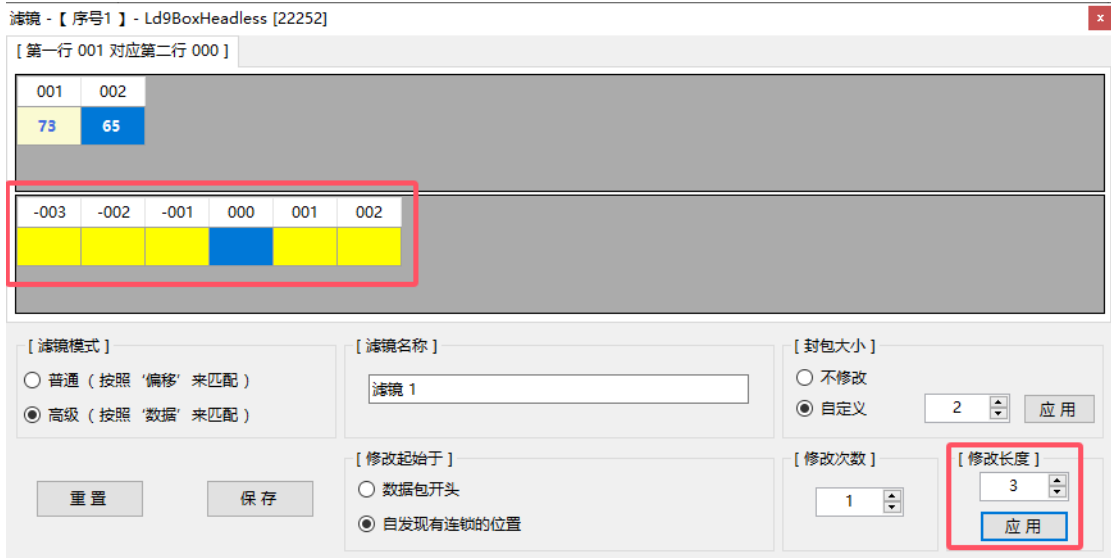 滤镜 -【 序号1 】- Ld9BoxHeadless [22252]
x
[ 第一行 001 对应第二行 000 ]
001 002
73 65
-003 -002 -001 000 001 002
[ 滤镜模式 ]
普通 ( 按照 ‘偏移’ 来匹配 )
高级 ( 按照 ‘数据’ 来匹配 )
[ 滤镜名称 ]
滤镜 1
[ 封包大小 ]
不修改
自定义 2 应 用
重 置 保 存
[ 修改起始于 ]
数据包开头
自发现有连锁的位置
[ 修改次数 ]
1
[ 修改长度 ]
3
应 用